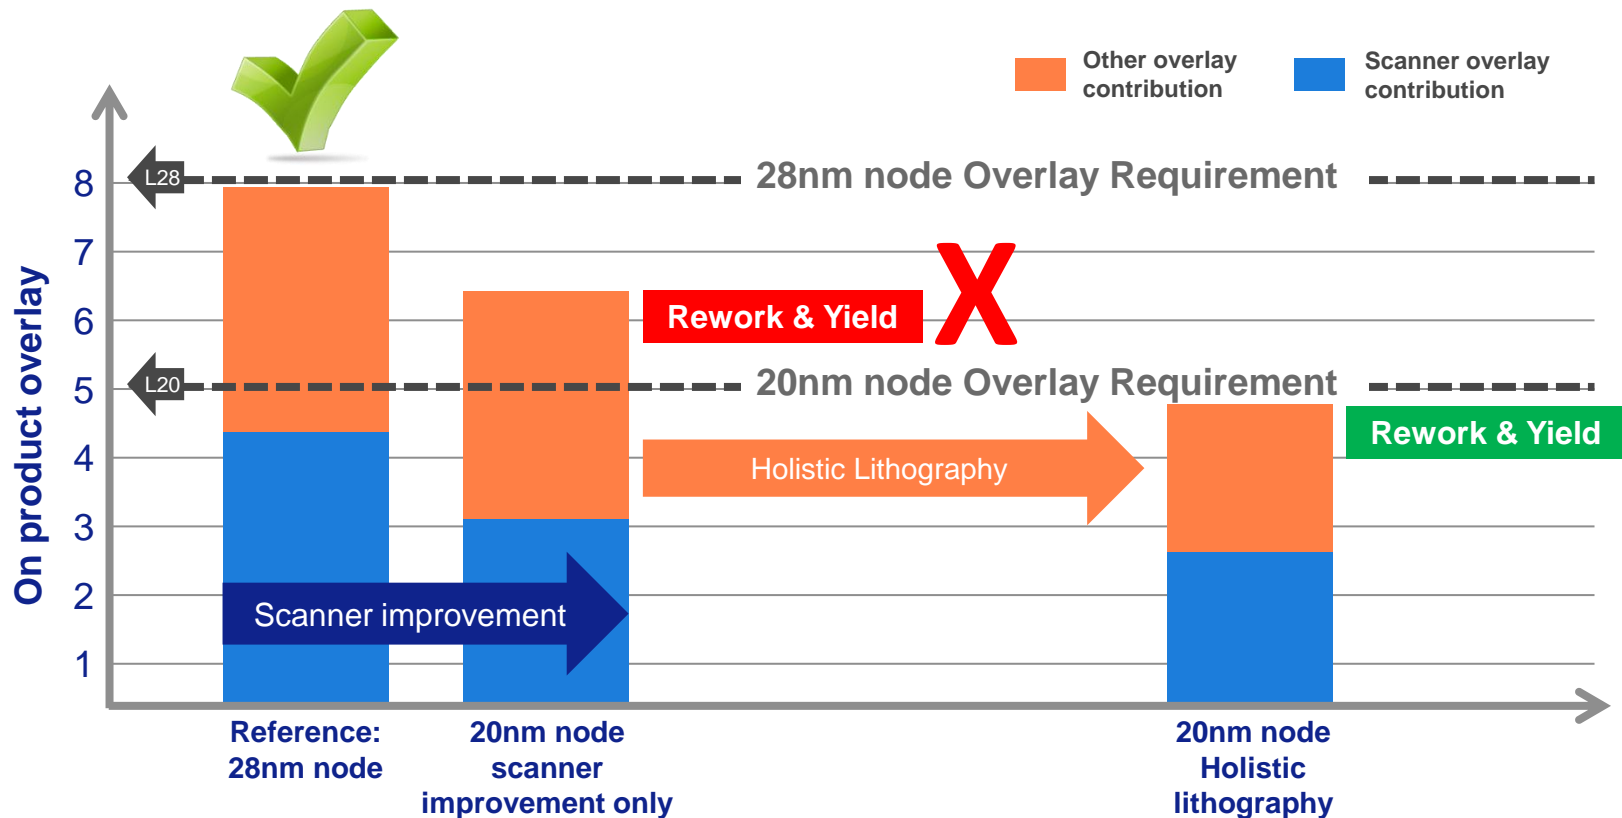 Other overlay
contribution
Scanner overlay
contribution
On product overlay
8
7
6
5
4
3
2
1
L28
28nm node Overlay Requirement
Rework & Yield
X
L20
20nm node Overlay Requirement
Holistic Lithography
Rework & Yield
Scanner improvement
Reference:
28nm node
20nm node
scanner
improvement only
20nm node
Holistic
lithography